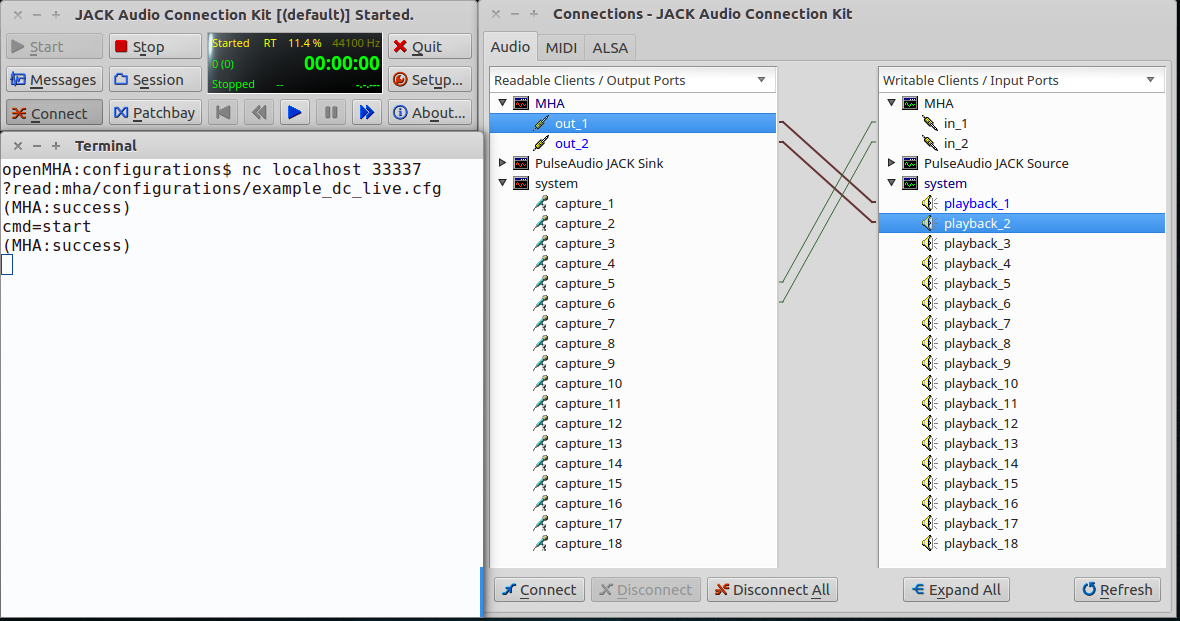 JACK Audio Connection Kit [(default)] Started.
Start
Stop
Started RT 11.4 % 44100 Hz
0 (0) 00:00:00
Stopped -- -.-.---
Quit
Messages
Session
Setup...
Connect
Patchbay
About...
Terminal
openMHA:configurations$ nc localhost 33337
?read:mha/configurations/example_dc_live.cfg
(MHA:success)
cmd=start
(MHA:success)
Connections - JACK Audio Connection Kit
Audio
MIDI
ALSA
Readable Clients / Output Ports
MHA
out_1
out_2
PulseAudio JACK Sink
system
capture_1
capture_2
capture_3
capture_4
capture_5
capture_6
capture_7
capture_8
capture_9
capture_10
capture_11
capture_12
capture_13
capture_14
capture_15
capture_16
capture_17
capture_18
Writable Clients / Input Ports
MHA
in_1
in_2
PulseAudio JACK Source
system
playback_1
playback_2
playback_3
playback_4
playback_5
playback_6
playback_7
playback_8
playback_9
playback_10
playback_11
playback_12
playback_13
playback_14
playback_15
playback_16
playback_17
playback_18
Connect
Disconnect
Disconnect All
Expand All
Refresh